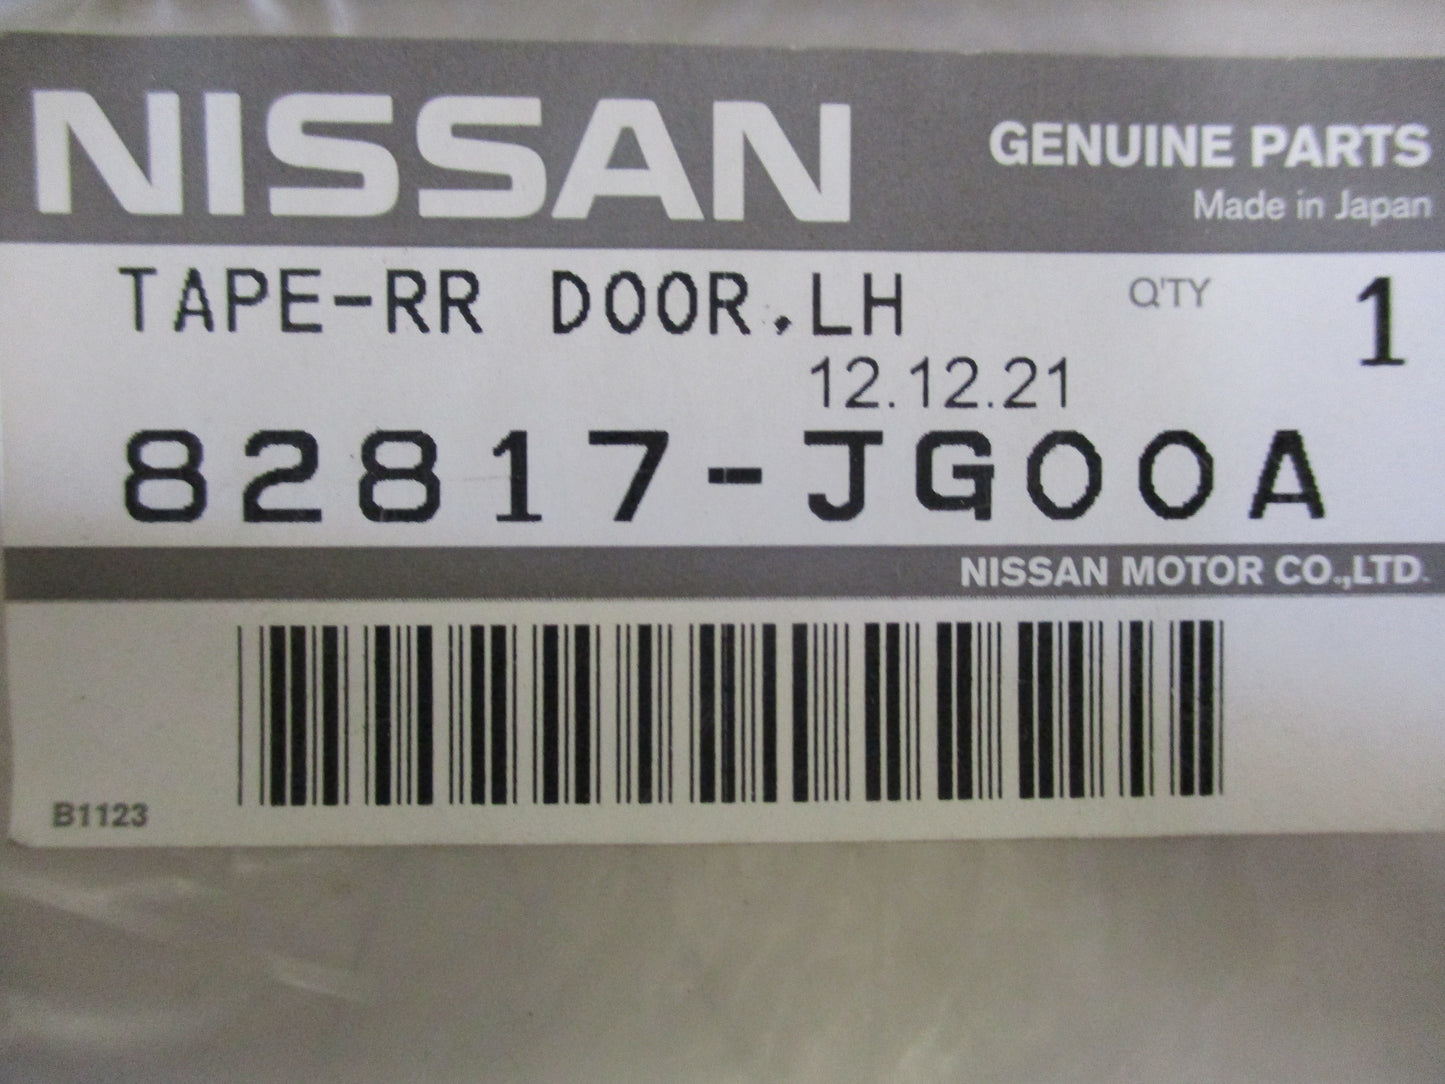 NISSAN
GENUINE PARTS
Made in Japan
TAPE-RR DOOR,LH
Q'TY 1
12.12.21
82817-JG00A
NISSAN MOTOR CO.,LTD.
B1123